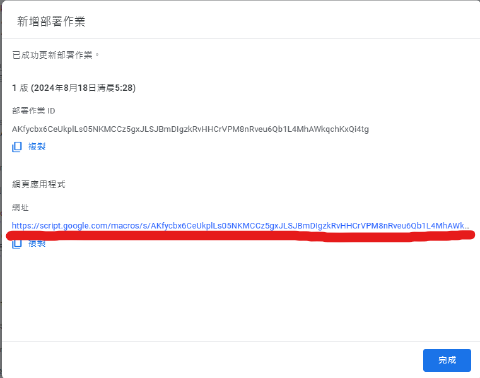 新增部署作業
已成功更新部署作業。
1 版 (2024年8月18日清晨5:28)
部署作業 ID
AKfycbx6CeUkplLs05NKMCCz5gxJLSJBmDIgzkRvHHCrVPM8nRveu6Qb1L4MhAWkqchKxQi4tg
複製
網頁應用程式
網址
https://script.google.com/macros/s/AKfycbx6CeUkplLs05NKMCCz5gxJLSJBmDIgzkRvHHCrVPM8nRveu6Qb1L4MhAWk...
複製
完成